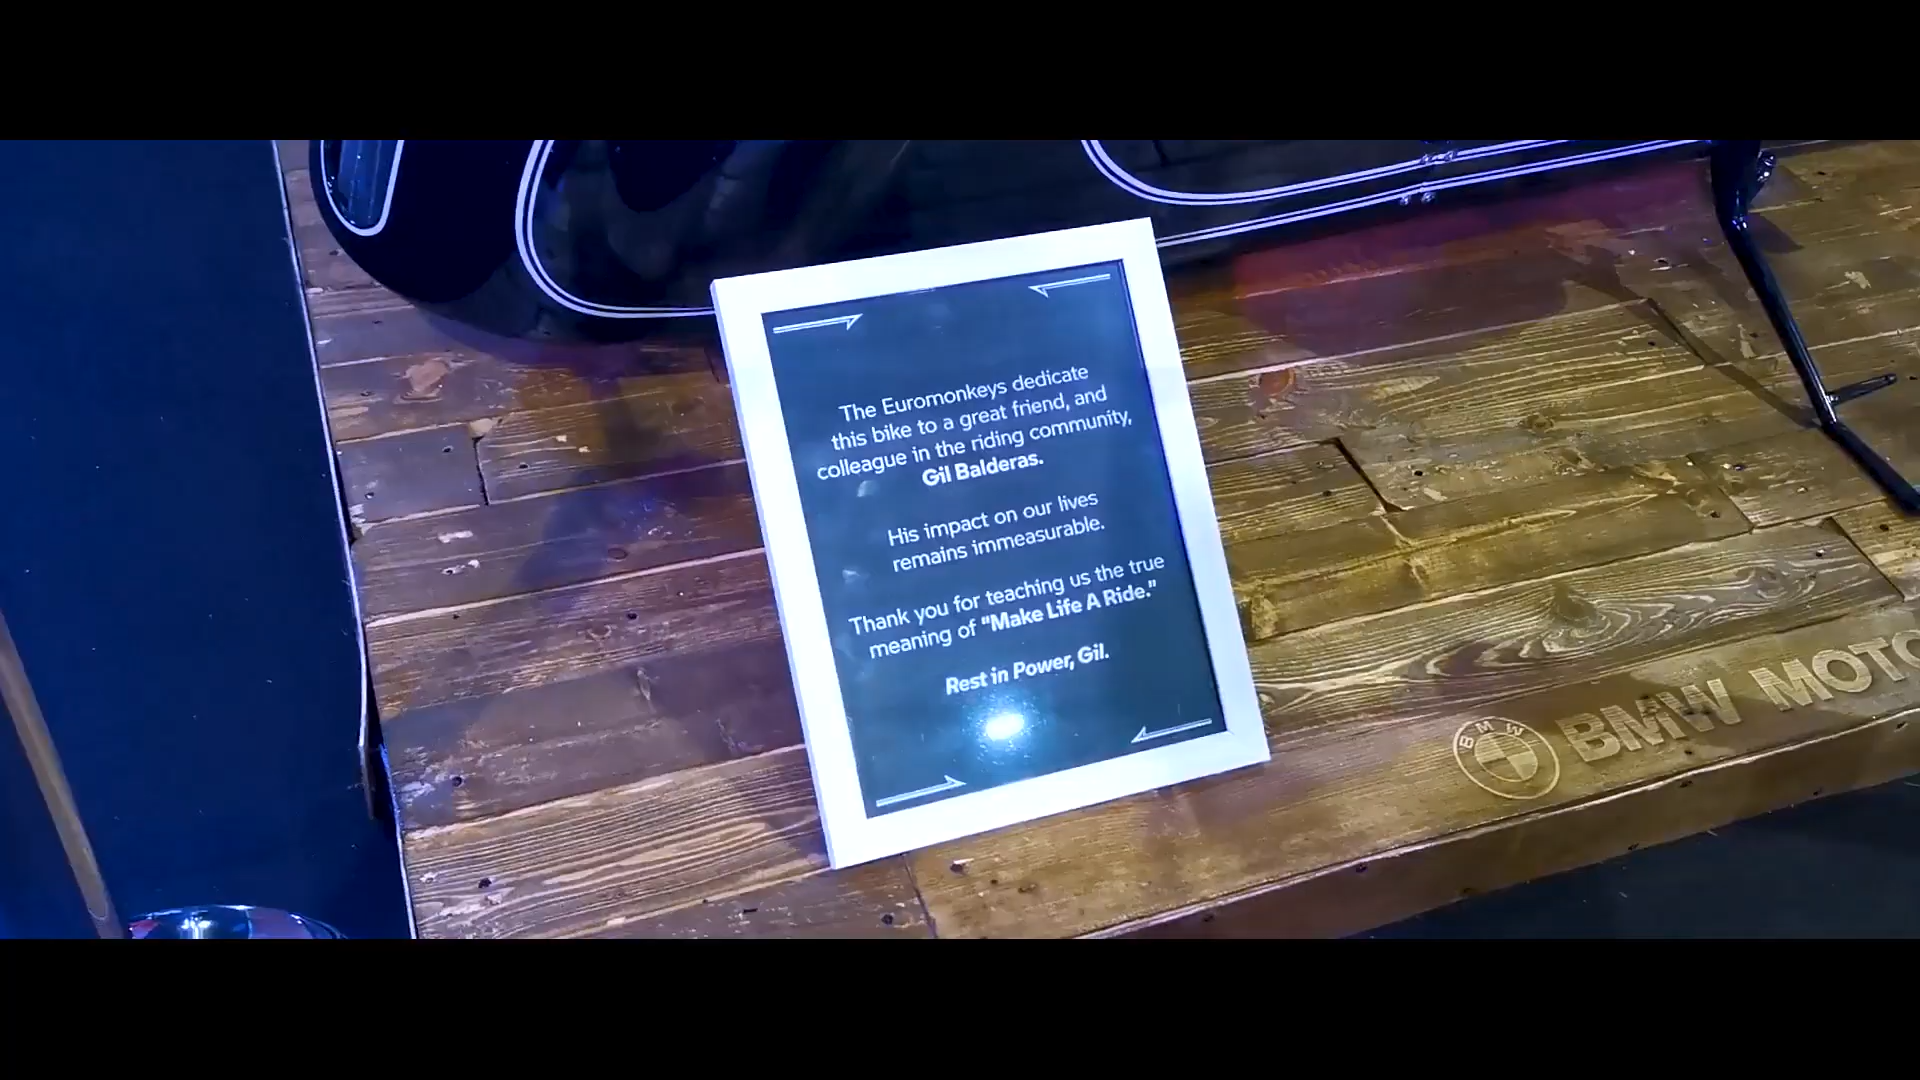 The Euromonkeys dedicate
this bike to a great friend, and
colleague in the riding community,
Gil Balderas.
His impact on our lives
remains immeasurable.
Thank you for teaching us the true
meaning of "Make Life A Ride."
Rest in Power, Gil.
BMW
BMW MOTO